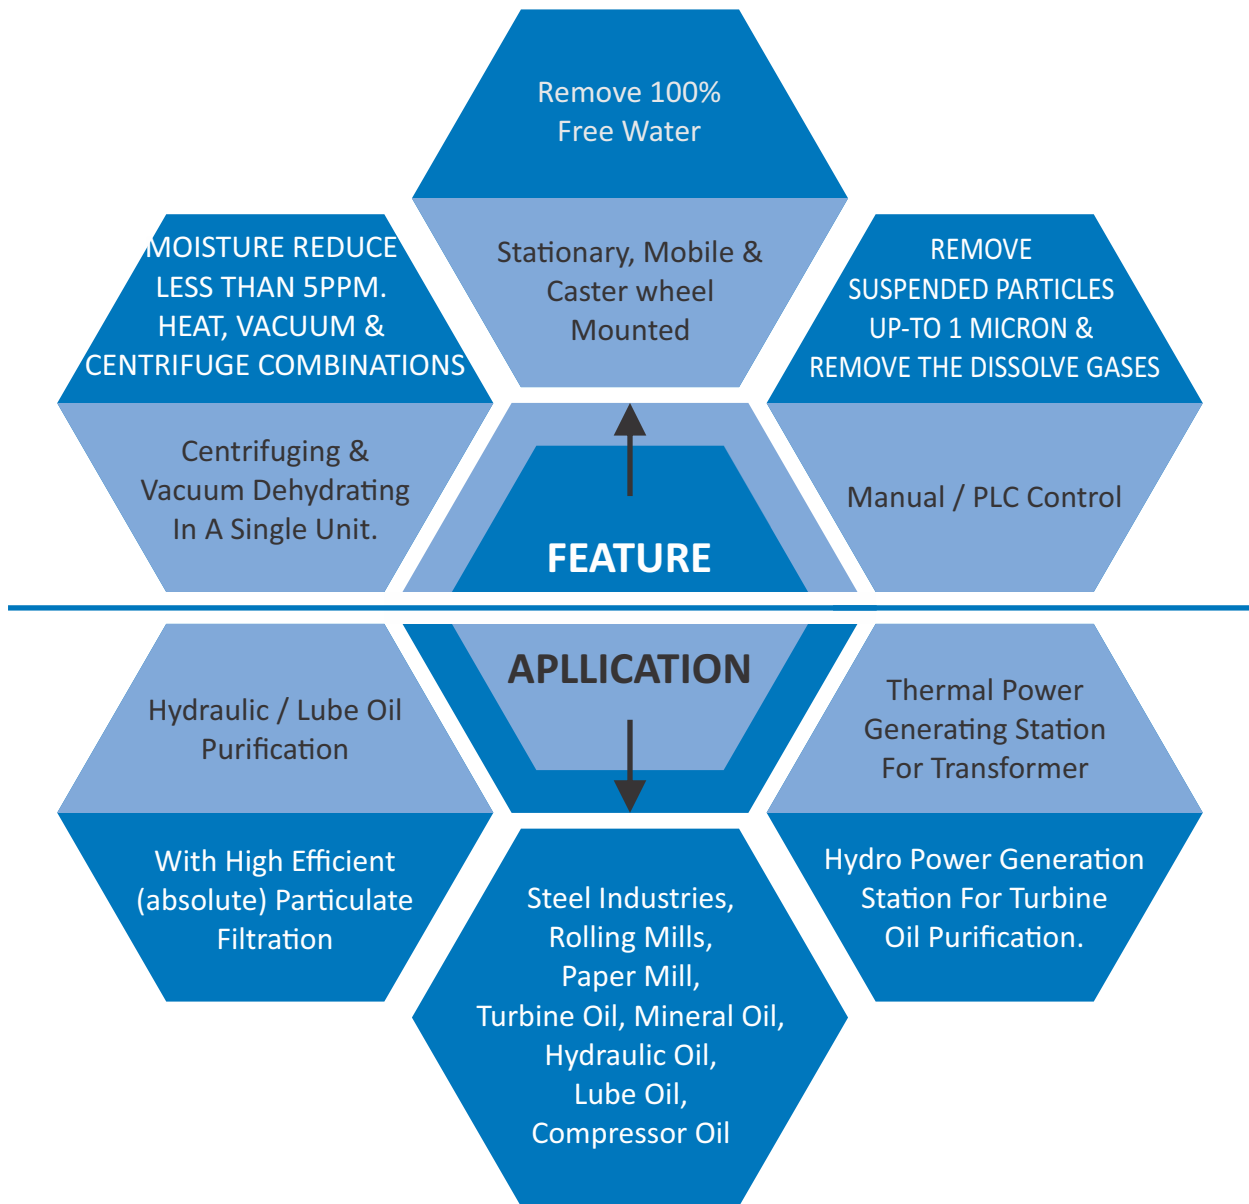 Remove 100%
Free Water
Stationary, Mobile &
Caster wheel
Mounted
MOISTURE REDUCE
LESS THAN 5PPM.
HEAT, VACUUM &
CENTRIFUGE COMBINATIONS
Centrifuging &
Vacuum Dehydrating
In A Single Unit.
REMOVE
SUSPENDED PARTICLES
UP-TO 1 MICRON &
REMOVE THE DISSOLVE GASES
Manual / PLC Control
FEATURE
APLLICATION
Hydraulic / Lube Oil
Purification
With High Efficient
(absolute) Particulate
Filtration
Steel Industries,
Rolling Mills,
Paper Mill,
Turbine Oil, Mineral Oil,
Hydraulic Oil,
Lube Oil,
Compressor Oil
Thermal Power
Generating Station
For Transformer
Hydro Power Generation
Station For Turbine
Oil Purification.